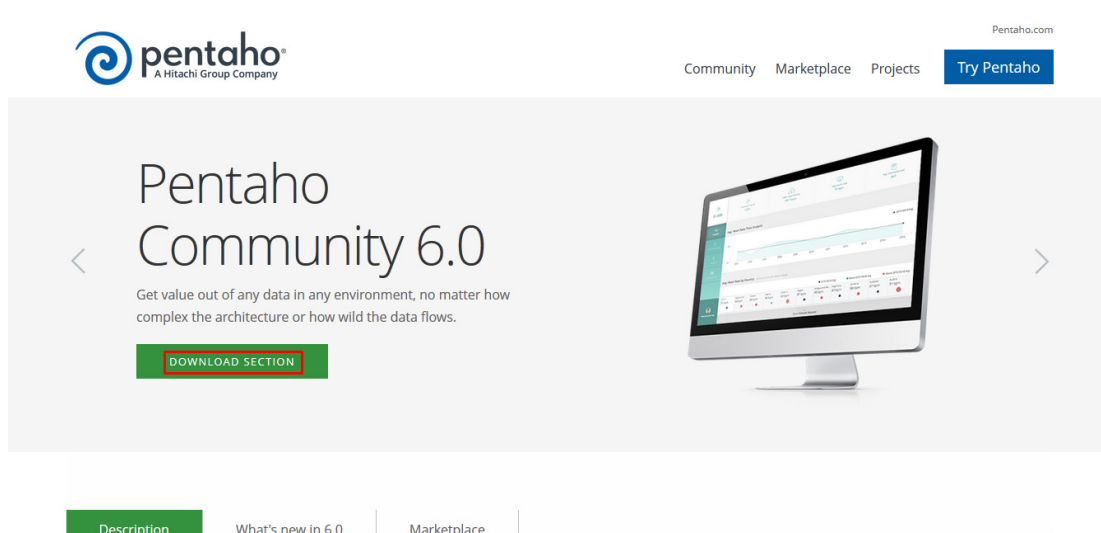 Pentaho.com
pentaho®
A Hitachi Group Company
Community Marketplace Projects Try Pentaho
Pentaho
Community 6.0
Get value out of any data in any environment, no matter how
complex the architecture or how wild the data flows.
DOWNLOAD SECTION
Description What's new in 6.0 Marketplace